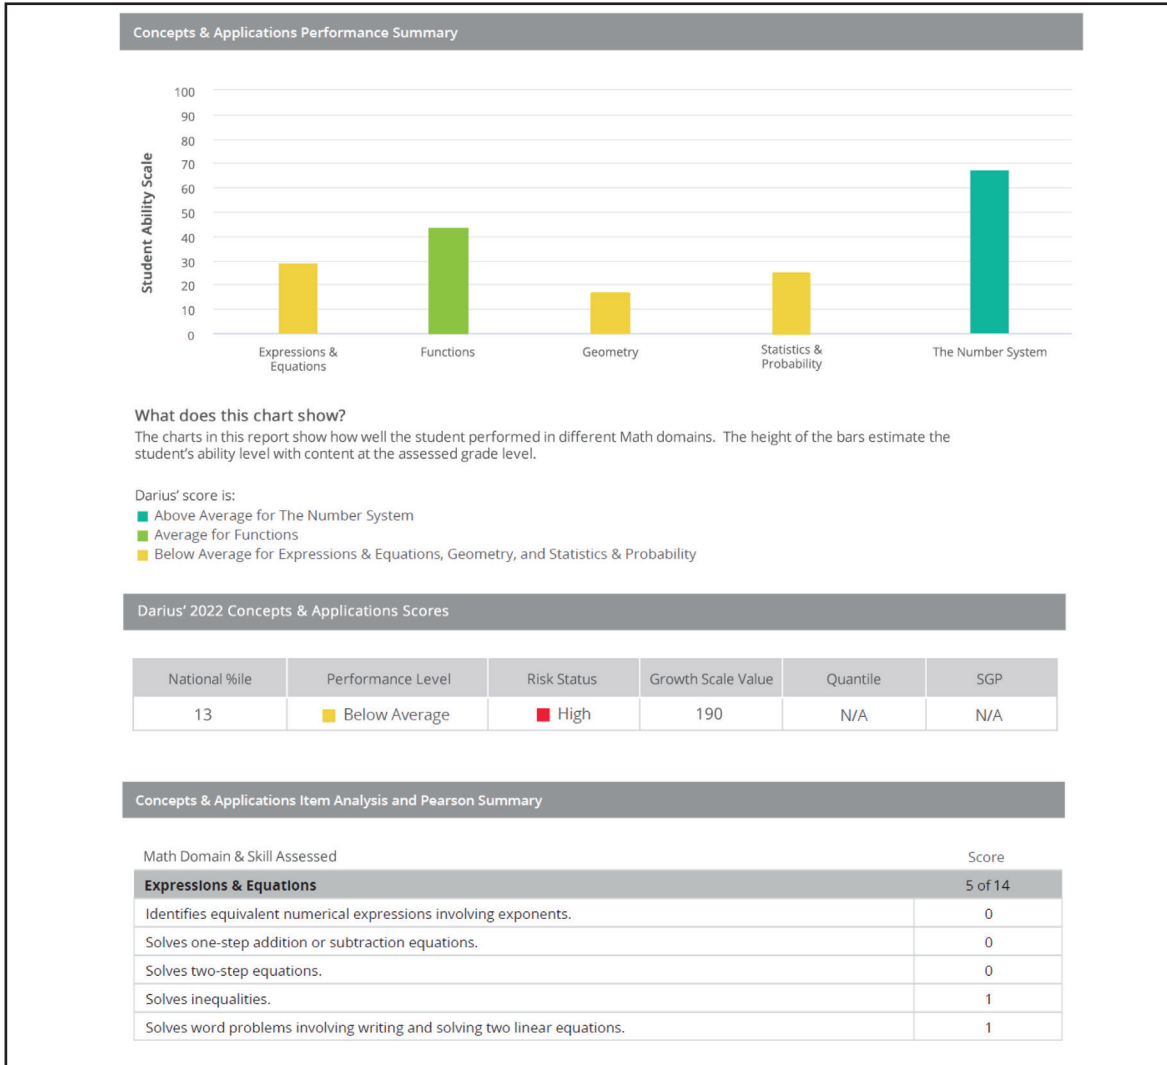 Concepts & Applications Performance Summary
Student Ability Scale
100
90
80
70
60
50
40
30
20
10
0
Expressions &
Equations
Functions
Geometry
Statistics &
Probability
The Number System
What does this chart show?
The charts in this report show how well the student performed in different Math domains.  The height of the bars estimate the
student's ability level with content at the assessed grade level.
Darius' score is:
Above Average for The Number System
Average for Functions
Below Average for Expressions & Equations, Geometry, and Statistics & Probability
Darius' 2022 Concepts & Applications Scores
National %ile Performance Level Risk Status Growth Scale Value Quantile SGP
13 Below Average High 190 N/A N/A
Concepts & Applications Item Analysis and Pearson Summary
Math Domain & Skill Assessed Score
Expressions & Equations 5 of 14
Identifies equivalent numerical expressions involving exponents. 0
Solves one-step addition or subtraction equations. 0
Solves two-step equations. 0
Solves inequalities. 1
Solves word problems involving writing and solving two linear equations. 1